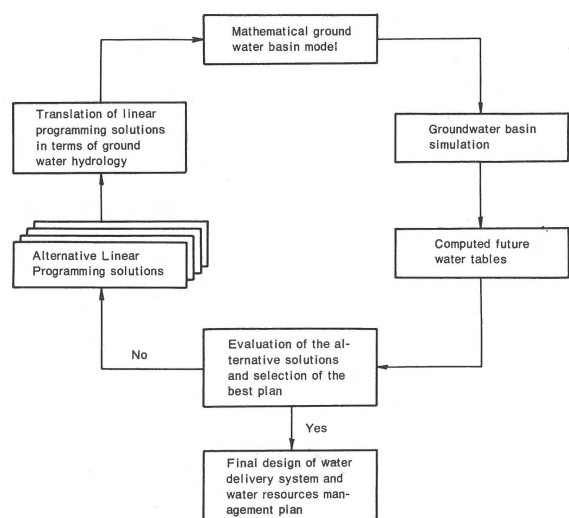 Mathematical ground
water basin model
Translation of linear
programming solutions
in terms of ground
water hydrology
Groundwater basin
simulation
Alternative Linear
Programming solutions
Computed future
water tables
No
Evaluation of the al-
ternative solutions
and selection of the
best plan
Yes
Final design of water
delivery system and
water resources man-
agement plan